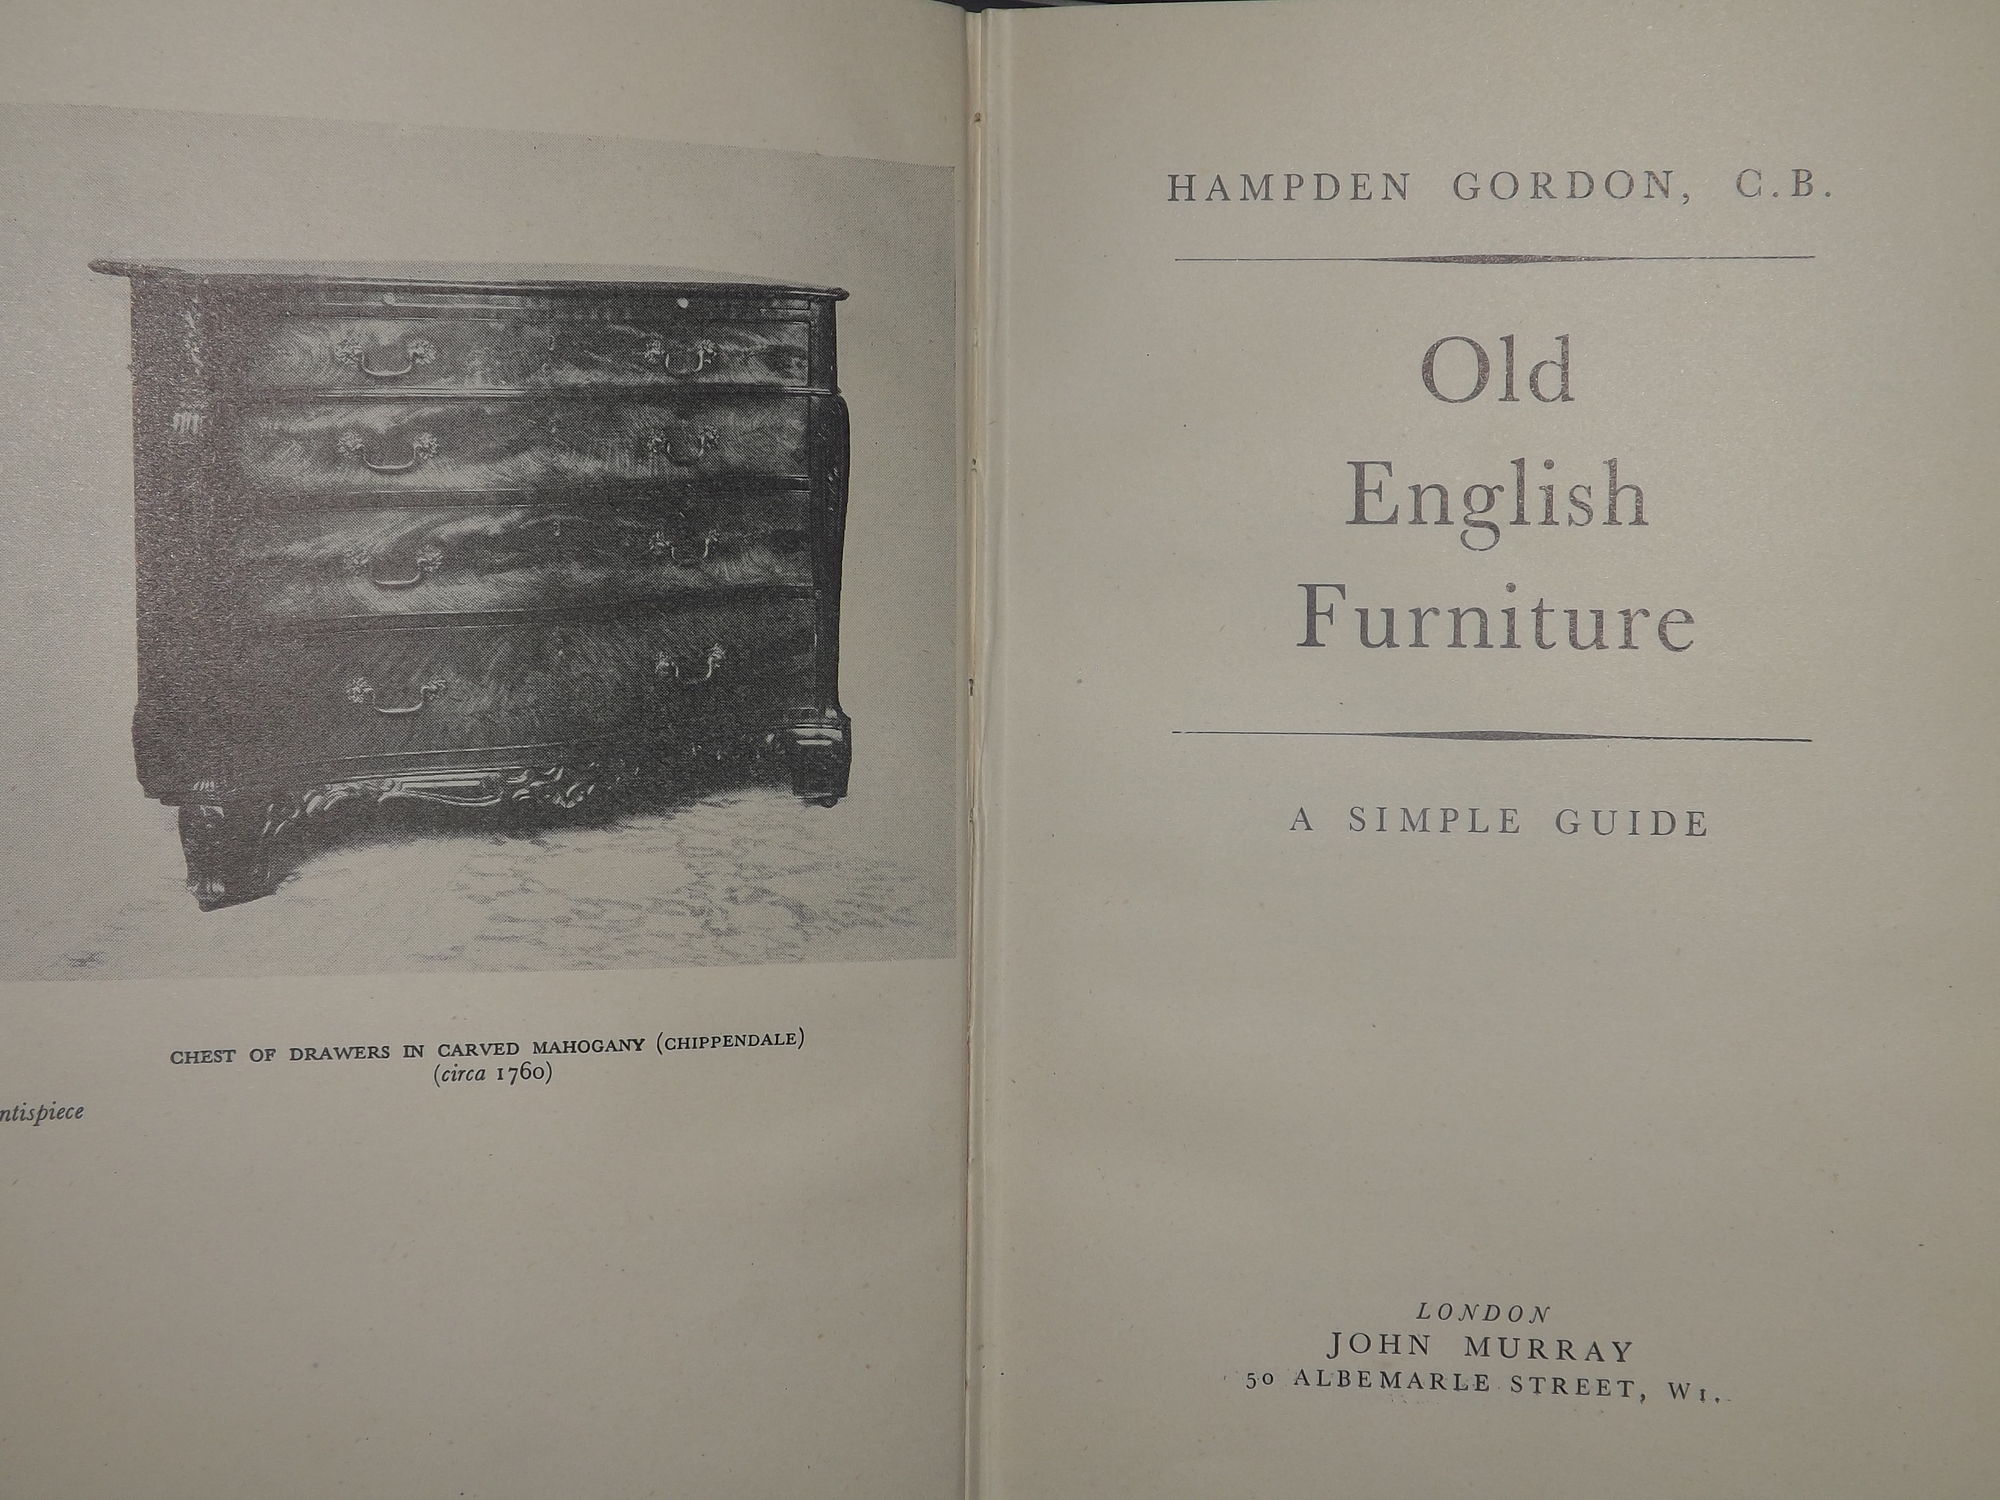 CHEST OF DRAWERS IN CARVED MAHOGANY (CHIPPENDALE)
(circa 1760)
ntispiece
HAMPDEN GORDON, C.B.
Old
English
Furniture
A SIMPLE GUIDE
LONDON
JOHN MURRAY
50 ALBEMARLE STREET, W1.